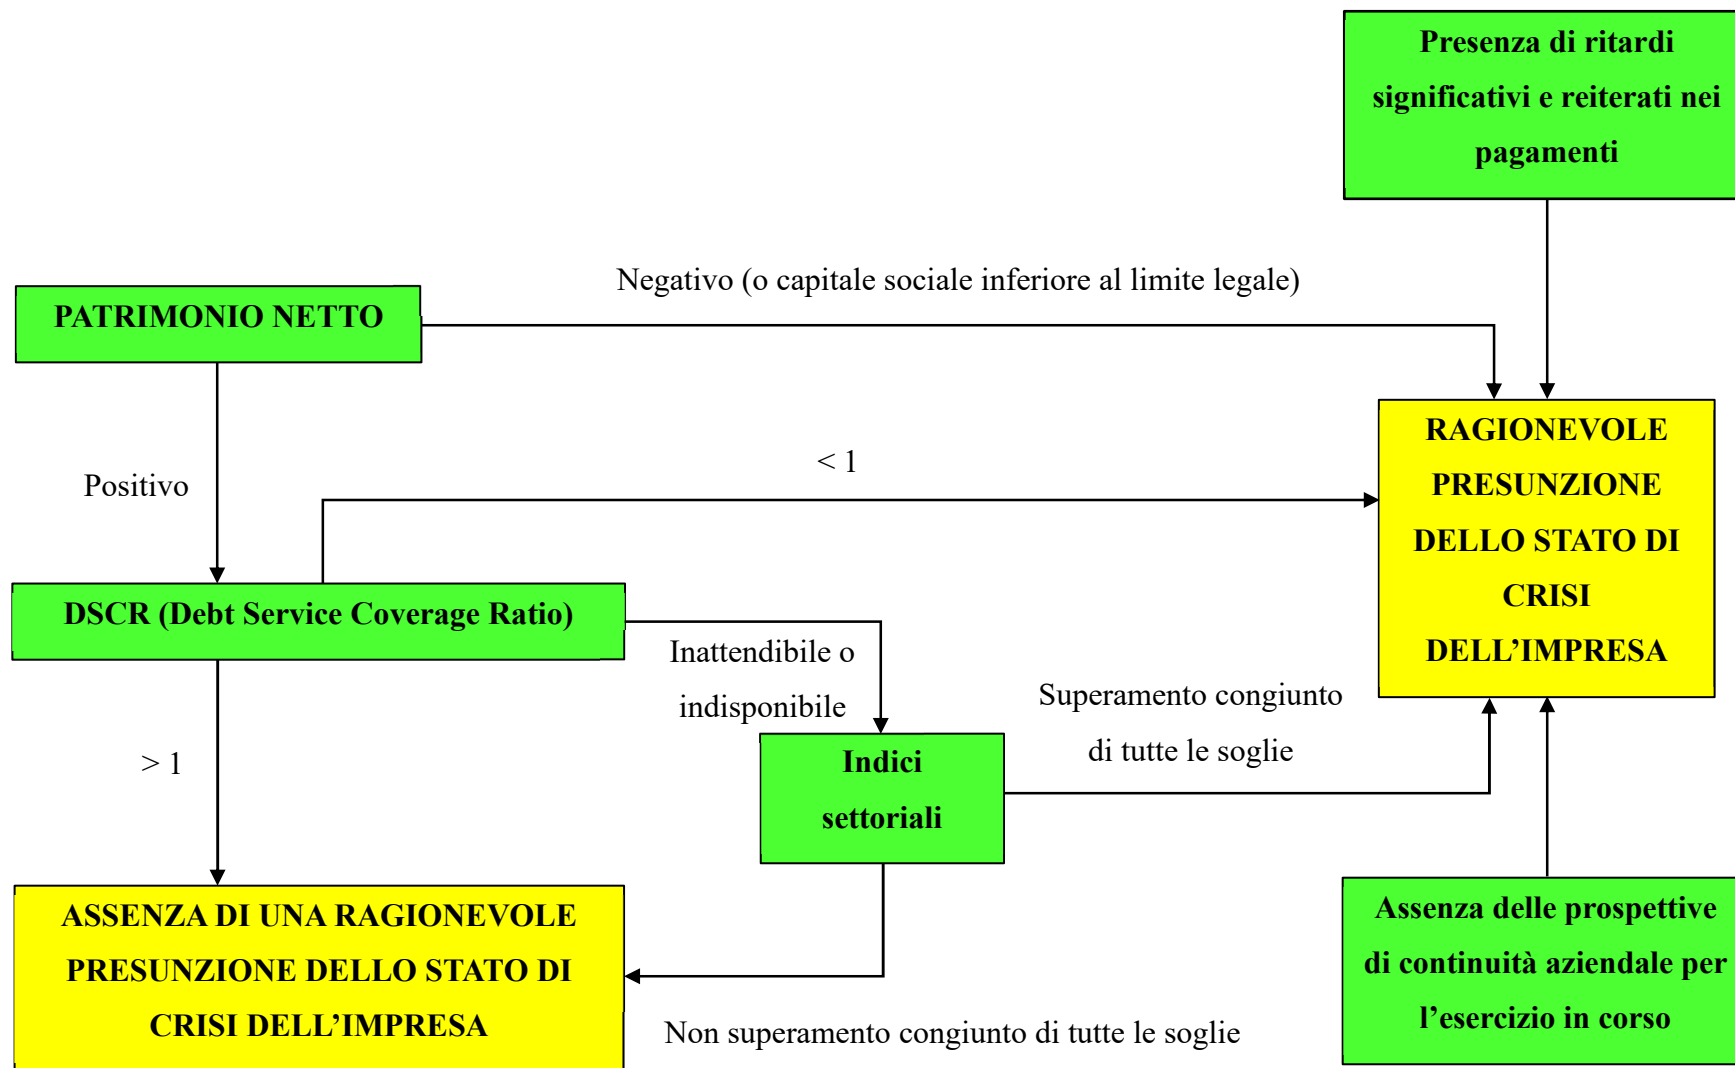 Presenza di ritardi
significativi e reiterati nei
pagamenti
Negativo (o capitale sociale inferiore al limite legale)
PATRIMONIO NETTO
Positivo
< 1
RAGIONEVOLE
PRESUNZIONE
DELLO STATO DI
CRISI
DELL’IMPRESA
DSCR (Debt Service Coverage Ratio)
Inattendibile o
indisponibile
Superamento congiunto
di tutte le soglie
> 1
Indici
settoriali
ASSENZA DI UNA RAGIONEVOLE
PRESUNZIONE DELLO STATO DI
CRISI DELL’IMPRESA
Non superamento congiunto di tutte le soglie
Assenza delle prospettive
di continuità aziendale per
l’esercizio in corso